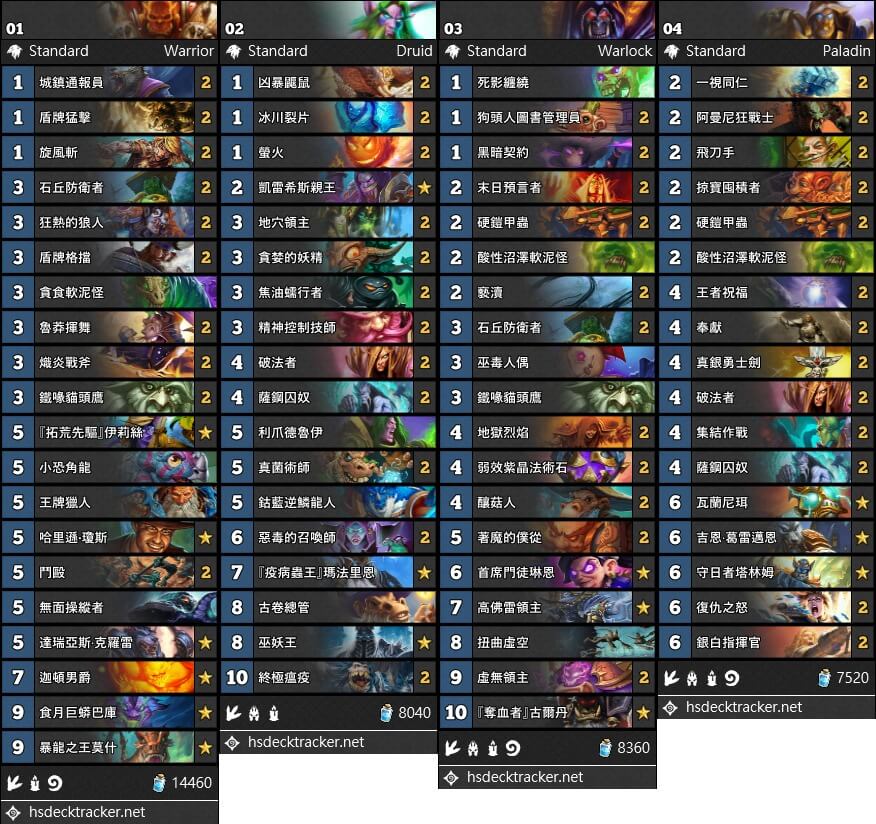 01
Standard Warrior
1 城鎮通報員 2
1 盾牌猛擊 2
1 旋風斬 2
3 石丘防衛者 2
3 狂熱的狼人 2
3 盾牌格擋 2
3 貪食軟泥怪
3 魯莽揮舞 2
3 熾炎戰斧 2
3 鐵喙貓頭鷹 2
5 『拓荒先驅』伊莉絲
5 小恐角龍
5 王牌獵人
5 哈里遜·瓊斯
5 鬥毆 2
5 無面操縱者
5 達瑞亞斯·克羅雷
7 迦頓男爵
9 食月巨蟒巴庫
9 暴龍之王莫什
14460
hsdecktracker.net
02
Standard Druid
1 凶暴鼴鼠 2
1 冰川裂片 2
1 螢火 2
2 凱雷希斯親王
3 地穴領主 2
3 貪婪的妖精 2
3 焦油蠕行者 2
3 精神控制技師 2
4 破法者 2
4 薩鋼囚奴 2
5 利爪德魯伊
5 真菌術師 2
5 鈷藍逆鱗龍人
6 惡毒的召喚師 2
7 『疫病蟲王』瑪法里恩
8 古卷總管
8 巫妖王
10 終極瘟疫 2
8040
hsdecktracker.net
03
Standard Warlock
1 死影纏繞
1 狗頭人圖書管理員 2
1 黑暗契約 2
2 末日預言者 2
2 硬鎧甲蟲 2
2 酸性沼澤軟泥怪
2 褻瀆 2
3 石丘防衛者 2
3 巫毒人偶
3 鐵喙貓頭鷹
4 地獄烈焰 2
4 弱效紫晶法術石 2
4 釀菇人 2
5 著魔的僕從 2
6 首席門徒琳恩
7 高佛雷領主
8 扭曲虛空
9 虛無領主 2
10 『奪血者』古爾丹
8360
hsdecktracker.net
04
Standard Paladin
2 一視同仁 2
2 阿曼尼狂戰士 2
2 飛刀手 2
2 掠寶囤積者 2
2 硬鎧甲蟲 2
2 酸性沼澤軟泥怪 2
4 王者祝福 2
4 奉獻 2
4 真銀勇士劍 2
4 破法者 2
4 集結作戰 2
4 薩鋼囚奴 2
6 瓦蘭尼珥
6 吉恩·葛雷邁恩
6 守日者塔林姆
6 復仇之怒 2
6 銀白指揮官 2
7520
hsdecktracker.net